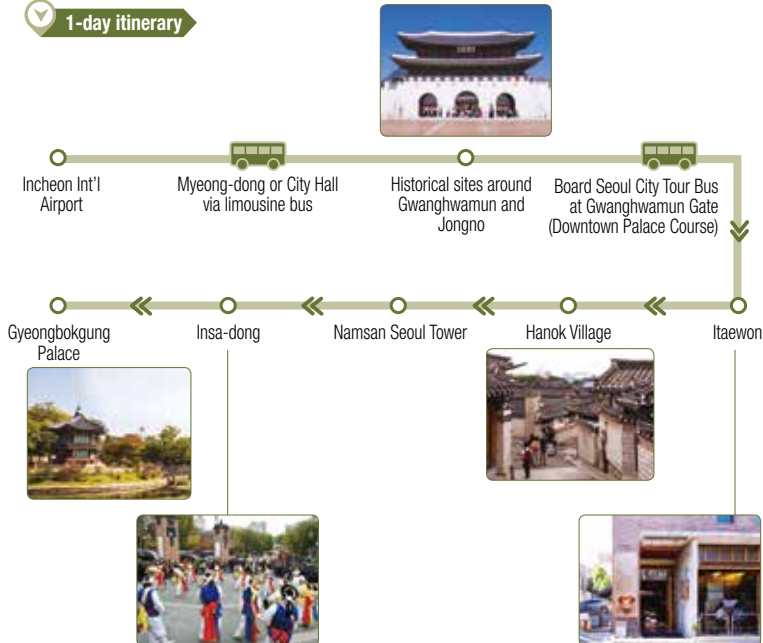 1-day itinerary
Incheon Int'l
Airport
Myeong-dong or City Hall
via limousine bus
Historical sites around
Gwanghwamun and
Jongno
Board Seoul City Tour Bus
at Gwanghwamun Gate
(Downtown Palace Course)
Itaewon
Hanok Village
Namsan Seoul Tower
Insa-dong
Gyeongbokgung
Palace